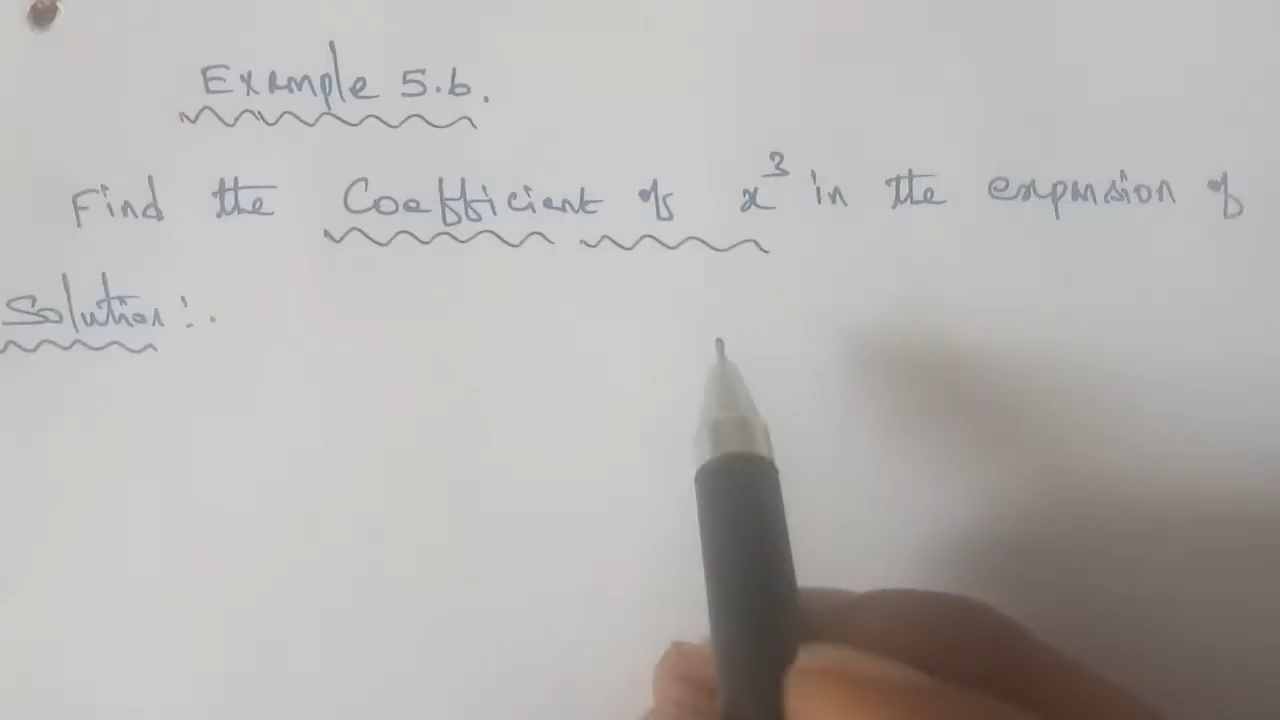 Example 5.6.
Find the Coefficient of x³ in the expansion of
Solution:.